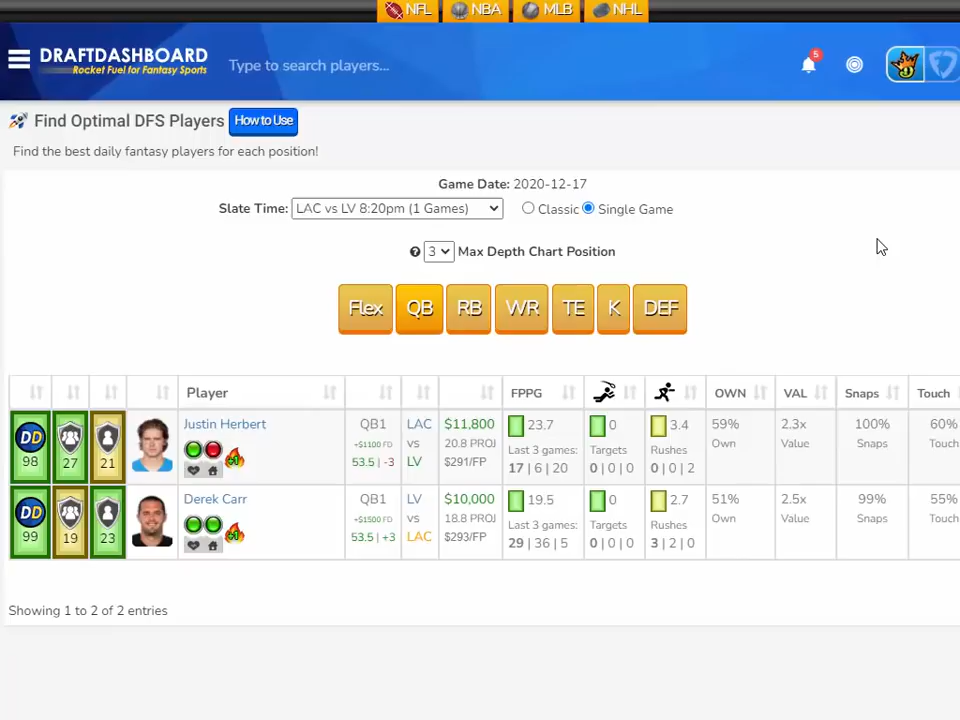 NFL NBA MLB NHL
DRAFTDASHBOARD
Rocket Fuel for Fantasy Sports
Type to search players...
5
Find Optimal DFS Players How to Use
Find the best daily fantasy players for each position!
Game Date: 2020-12-17
Slate Time: LAC vs LV 8:20pm (1 Games) Classic Single Game
3 Max Depth Chart Position
Flex QB RB WR TE K DEF
Player FPPG OWN VAL Snaps Touch
DD 98 27 21
Justin Herbert
+1
QB1
+$1100 FD
53.5 | -3
LAC
vs
LV
$11,800
20.8 PROJ
$291/FP
23.7
Last 3 games:
17 | 6 | 20
0
Targets
0 | 0 | 0
3.4
Rushes
0 | 0 | 2
59%
Own
2.3x
Value
100%
Snaps
60%
Touch
DD 99 19 23
Derek Carr
+1
QB1
+$1500 FD
53.5 | +3
LV
vs
LAC
$10,000
18.8 PROJ
$293/FP
19.5
Last 3 games:
29 | 36 | 5
0
Targets
0 | 0 | 0
2.7
Rushes
3 | 2 | 0
51%
Own
2.5x
Value
99%
Snaps
55%
Touch
Showing 1 to 2 of 2 entries